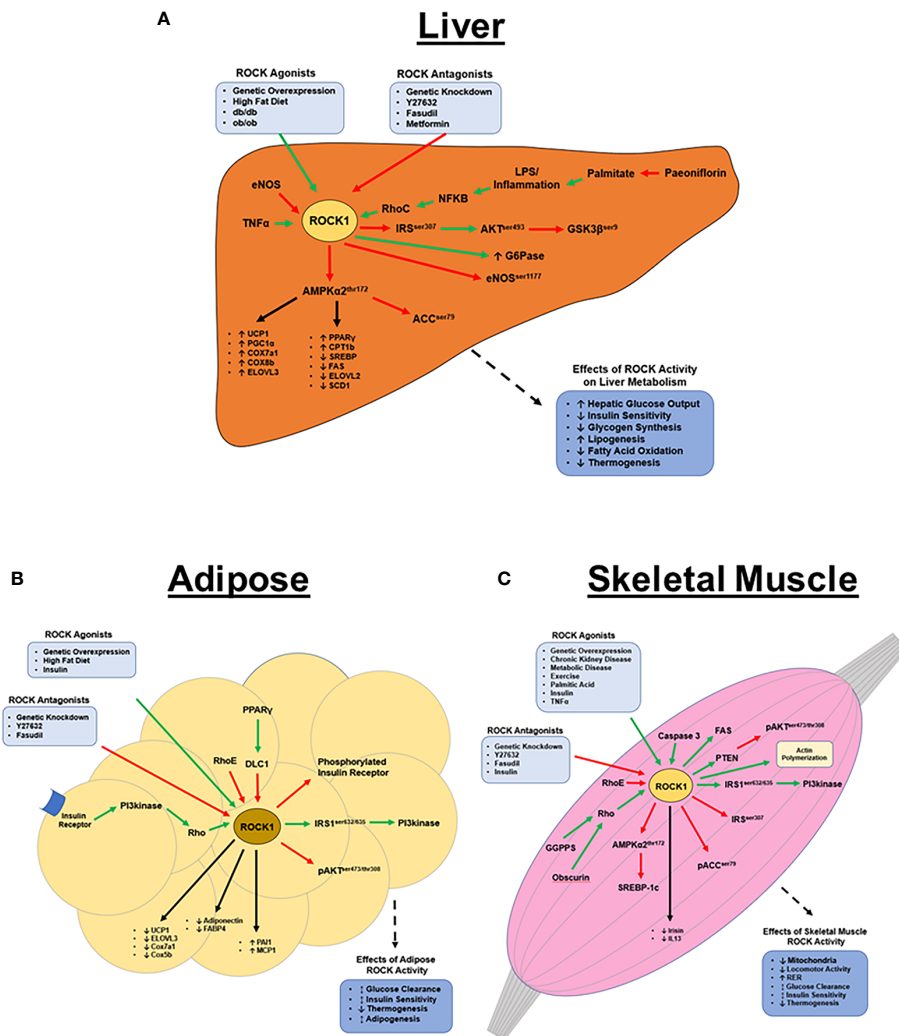 A
Liver
ROCK Agonists
• Genetic Overexpression
• High Fat Diet
• db/db
• ob/ob
ROCK Antagonists
• Genetic Knockdown
• Y27632
• Fasudil
• Metformin
eNOS
TNFα
ROCK1
RhoC
NFKB
LPS/
Inflammation
Palmitate
Paeoniflorin
IRSser307
AKTser493
GSK3βser9
↑ G6Pase
eNOSser1177
AMPKα2thr172
ACCser79
• ↑ UCP1
• ↑ PGC1α
• ↑ COX7a1
• ↑ COX8b
• ↑ ELOVL3
• ↑ PPARγ
• ↑ CPT1b
• ↓ SREBP
• ↓ FAS
• ↓ ELOVL2
• ↓ SCD1
Effects of ROCK Activity
on Liver Metabolism
• ↑ Hepatic Glucose Output
• ↓ Insulin Sensitivity
• ↓ Glycogen Synthesis
• ↑ Lipogenesis
• ↓ Fatty Acid Oxidation
• ↓ Thermogenesis
B
Adipose
ROCK Agonists
• Genetic Overexpression
• High Fat Diet
• Insulin
ROCK Antagonists
• Genetic Knockdown
• Y27632
• Fasudil
PPARγ
RhoE
DLC1
Phosphorylated
Insulin Receptor
Insulin
Receptor
PI3kinase
Rho
ROCK1
IRS1ser632/635
PI3kinase
pAKTser473/thr308
• ↓ UCP1
• ↓ ELOVL3
• ↓ Cox7a1
• ↓ Cox5b
• ↓ Adiponectin
• ↓ FABP4
• ↑ PAI1
• ↑ MCP1
Effects of Adipose
ROCK Activity
• ↕ Glucose Clearance
• ↕ Insulin Sensitivity
• ↓ Thermogenesis
• ↕ Adipogenesis
C
Skeletal Muscle
ROCK Agonists
• Genetic Overexpression
• Chronic Kidney Disease
• Metabolic Disease
• Exercise
• Palmitic Acid
• Insulin
• TNFα
ROCK Antagonists
• Genetic Knockdown
• Y27632
• Fasudil
• Insulin
Caspase 3
FAS
pAKTser473/thr308
PTEN
Actin
Polymerization
RhoE
ROCK1
IRS1ser632/635
PI3kinase
Rho
IRSser307
GGPPS
Obscurin
AMPKα2thr172
pACCser79
SREBP-1c
• ↓ Irisin
• ↓ IL13
Effects of Skeletal Muscle
ROCK Activity
• ↓ Mitochondria
• ↓ Locomotor Activity
• ↑ RER
• ↕ Glucose Clearance
• ↕ Insulin Sensitivity
• ↓ Thermogenesis